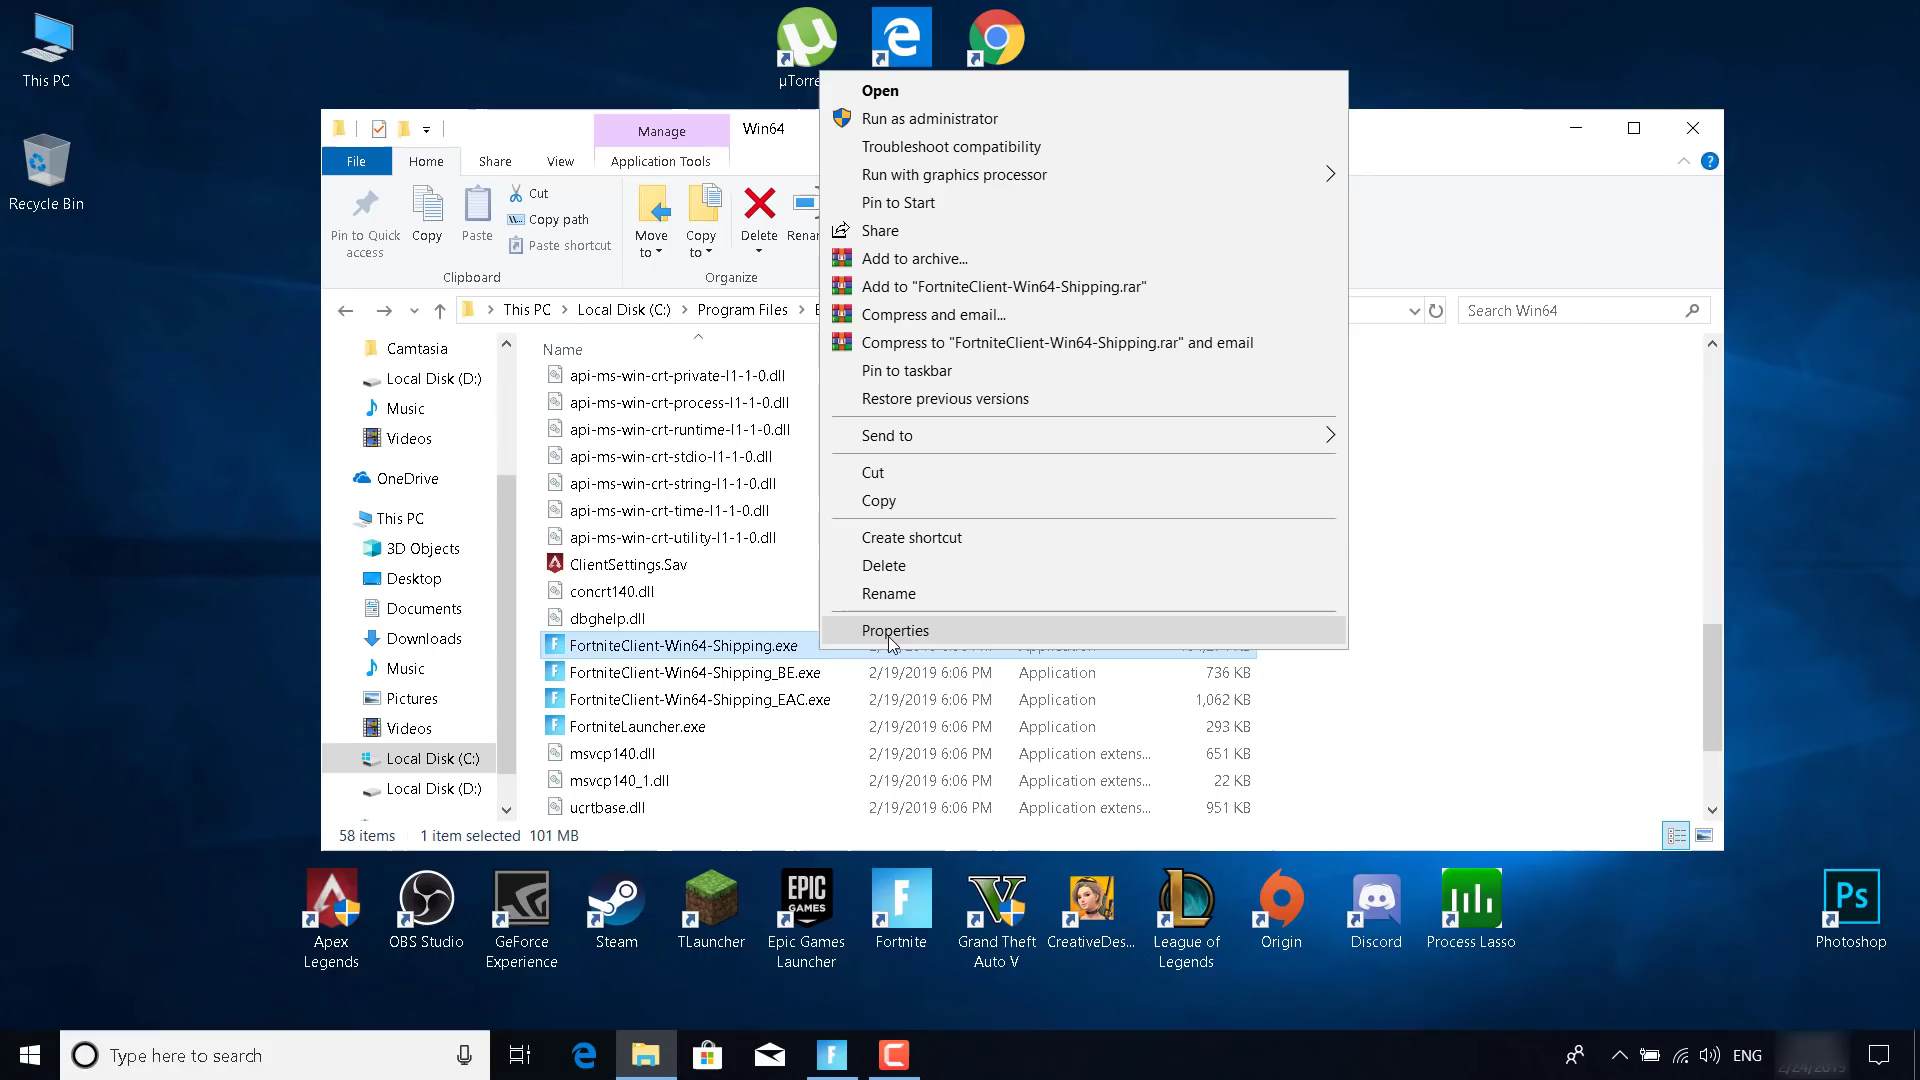 This PC
µTorre
Recycle Bin
Manage
Win64
File
Home
Share
View
Application Tools
Pin to Quick access
Copy
Paste
Cut
Copy path
Paste shortcut
Clipboard
Move to
Copy to
Delete
Renam
Organize
This PC
Local Disk (C:)
Program Files
Search Win64
Open
Run as administrator
Troubleshoot compatibility
Run with graphics processor
Pin to Start
Share
Add to archive...
Add to "FortniteClient-Win64-Shipping.rar"
Compress and email...
Compress to "FortniteClient-Win64-Shipping.rar" and email
Pin to taskbar
Restore previous versions
Send to
Cut
Copy
Create shortcut
Delete
Rename
Properties
Camtasia
Local Disk (D:)
Music
Videos
OneDrive
This PC
3D Objects
Desktop
Documents
Downloads
Music
Pictures
Videos
Local Disk (C:)
Local Disk (D:)
Name
api-ms-win-crt-private-l1-1-0.dll
api-ms-win-crt-process-l1-1-0.dll
api-ms-win-crt-runtime-l1-1-0.dll
api-ms-win-crt-stdio-l1-1-0.dll
api-ms-win-crt-string-l1-1-0.dll
api-ms-win-crt-time-l1-1-0.dll
api-ms-win-crt-utility-l1-1-0.dll
ClientSettings.Sav
concrt140.dll
dbghelp.dll
FortniteClient-Win64-Shipping.exe
FortniteClient-Win64-Shipping_BE.exe 2/19/2019 6:06 PM Application 736 KB
FortniteClient-Win64-Shipping_EAC.exe 2/19/2019 6:06 PM Application 1,062 KB
FortniteLauncher.exe 2/19/2019 6:06 PM Application 293 KB
msvcp140.dll 2/19/2019 6:06 PM Application extens... 651 KB
msvcp140_1.dll 2/19/2019 6:06 PM Application extens... 22 KB
ucrtbase.dll 2/19/2019 6:06 PM Application extens... 951 KB
58 items 1 item selected 101 MB
EPIC GAMES
Ps
Apex Legends
OBS Studio
GeForce Experience
Steam
TLauncher
Epic Games Launcher
Fortnite
Grand Theft Auto V
CreativeDes...
League of Legends
Origin
Discord
Process Lasso
Photoshop
Type here to search
ENG